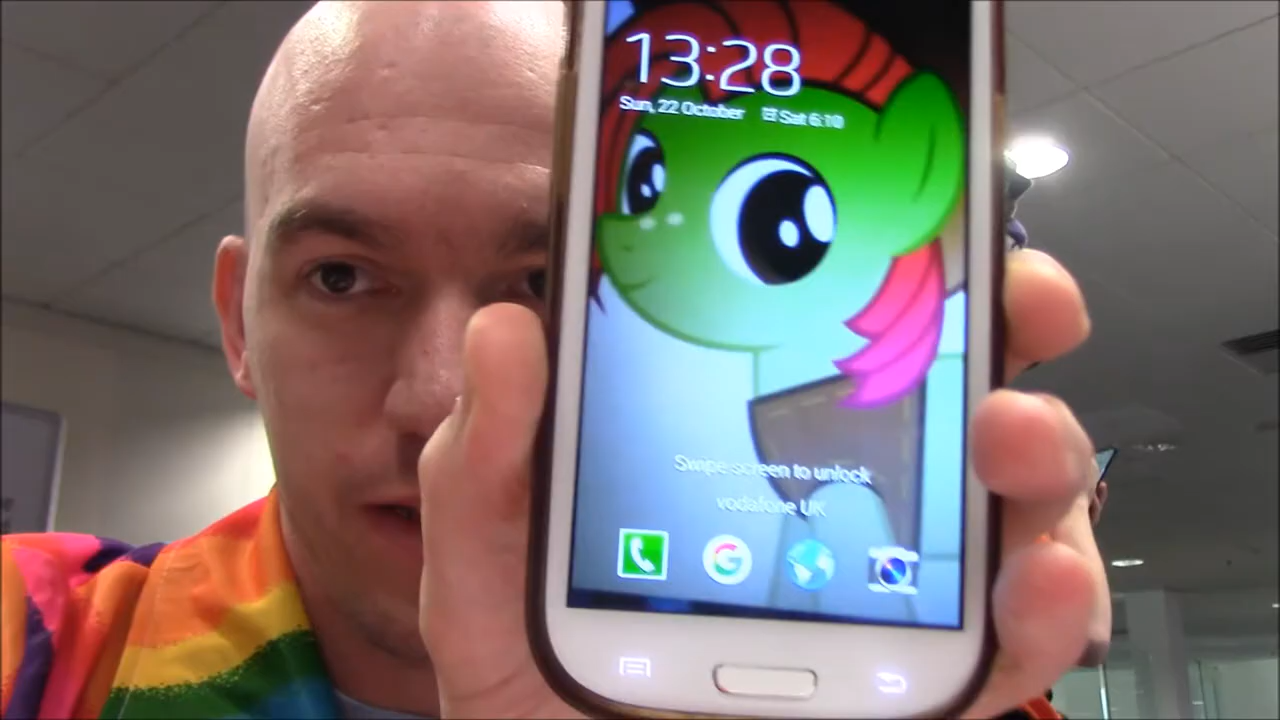 13:28
Sun, 22 October Sat 6:10
Swipe screen to unlock
vodafone UK
G